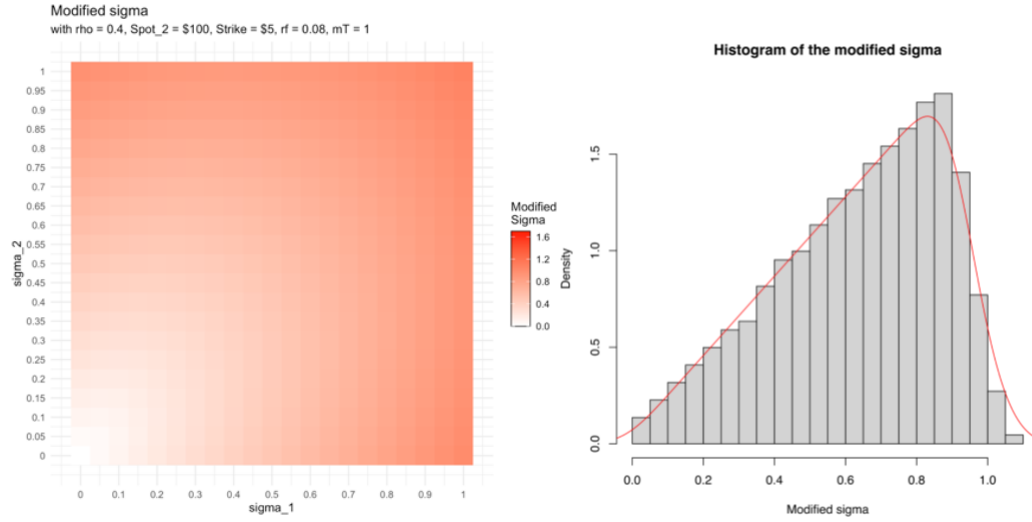 Modified sigma
with rho = 0.4, Spot_2 = $100, Strike = $5, rf = 0.08, mT = 1
sigma_2
1
0.95
0.9
0.85
0.8
0.75
0.7
0.65
0.6
0.55
0.5
0.45
0.4
0.35
0.3
0.25
0.2
0.15
0.1
0.05
0
0 0.1 0.2 0.3 0.4 0.5 0.6 0.7 0.8 0.9 1
sigma_1
Modified
Sigma
1.6
1.2
0.8
0.4
0.0
Histogram of the modified sigma
Density
1.5
1.0
0.5
0.0
0.0 0.2 0.4 0.6 0.8 1.0
Modified sigma